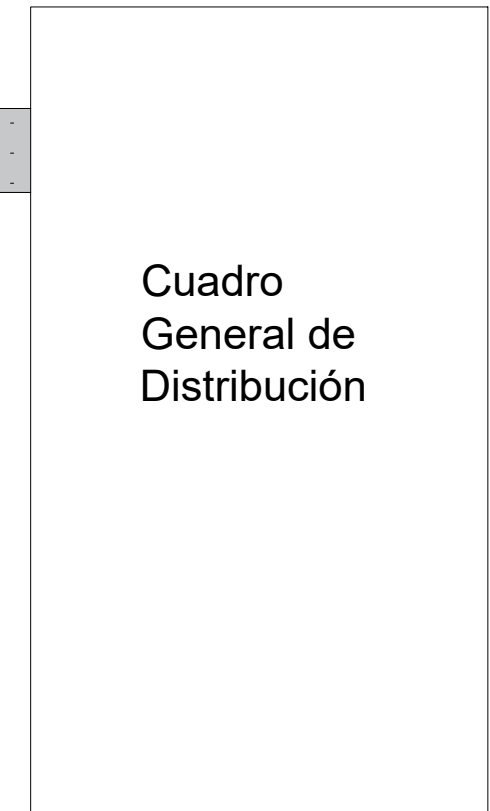 -
-
-
Cuadro
General de
Distribución